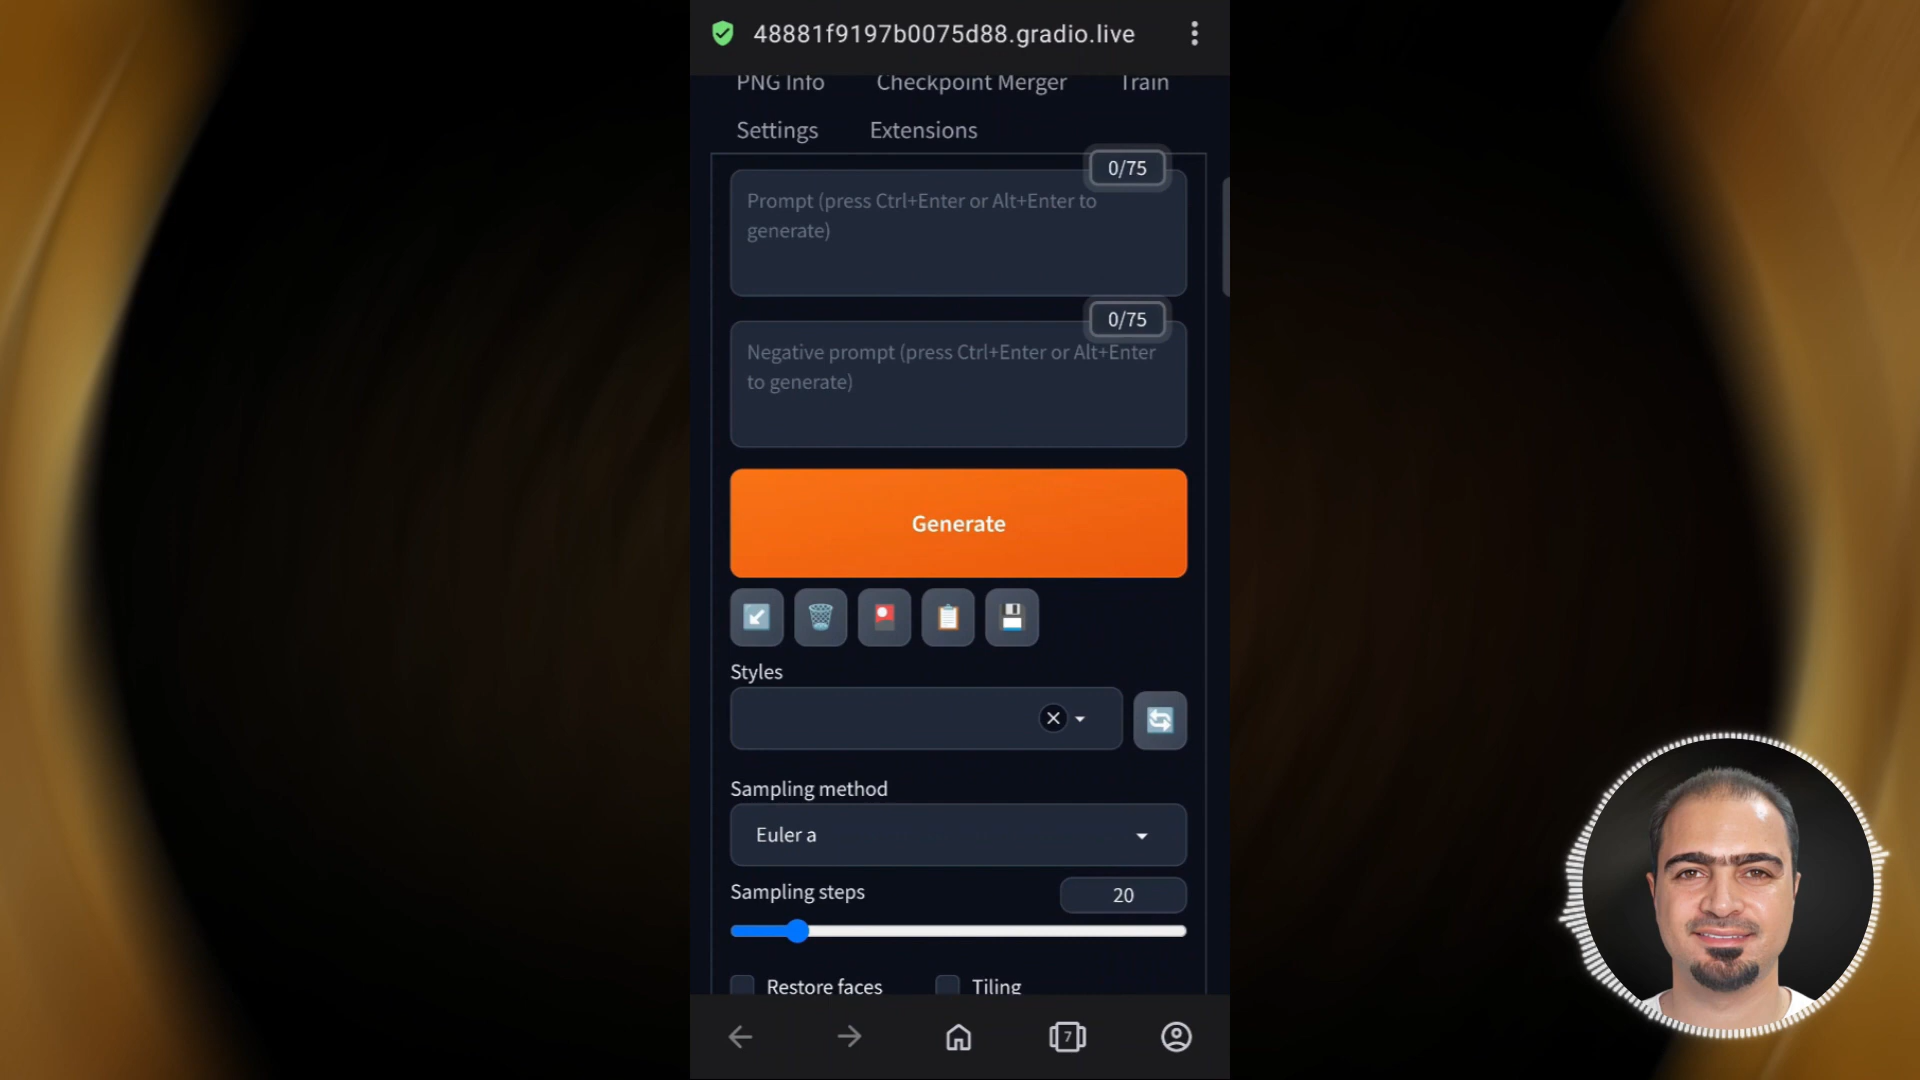 48881f9197b0075d88.gradio.live
PNG Info Checkpoint Merger Train
Settings Extensions
0/75
Prompt (press Ctrl+Enter or Alt+Enter to
generate)
0/75
Negative prompt (press Ctrl+Enter or Alt+Enter
to generate)
Generate
Styles
Sampling method
Euler a
Sampling steps 20
Restore faces Tiling
7